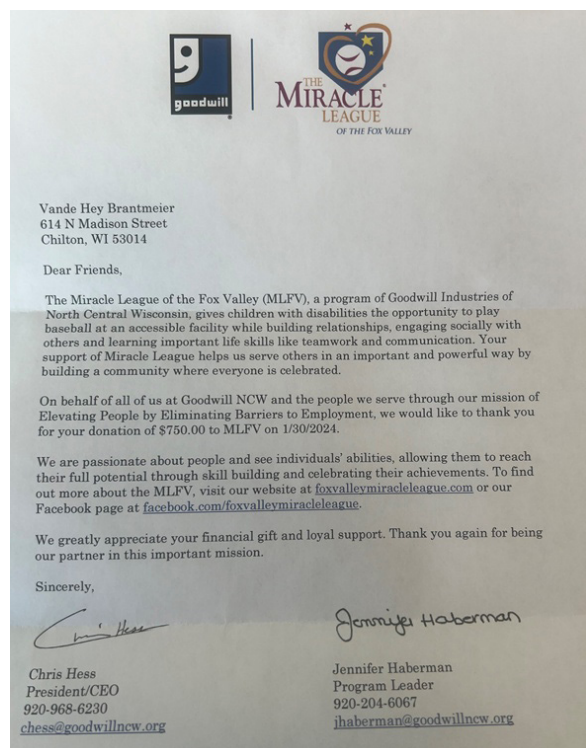 goodwill
THE
MIRACLE
LEAGUE
OF THE FOX VALLEY
Vande Hey Brantmeier
614 N Madison Street
Chilton, WI 53014
Dear Friends,
The Miracle League of the Fox Valley (MLFV), a program of Goodwill Industries of
North Central Wisconsin, gives children with disabilities the opportunity to play
baseball at an accessible facility while building relationships, engaging socially with
others and learning important life skills like teamwork and communication. Your
support of Miracle League helps us serve others in an important and powerful way by
building a community where everyone is celebrated.
On behalf of all of us at Goodwill NCW and the people we serve through our mission of
Elevating People by Eliminating Barriers to Employment, we would like to thank you
for your donation of $750.00 to MLFV on 1/30/2024.
We are passionate about people and see individuals' abilities, allowing them to reach
their full potential through skill building and celebrating their achievements. To find
out more about the MLFV, visit our website at foxvalleymiracleleague.com or our
Facebook page at facebook.com/foxvalleymiracleleague.
We greatly appreciate your financial gift and loyal support. Thank you again for being
our partner in this important mission.
Sincerely,
Chris Hess
Jennifer Haberman
Chris Hess
President/CEO
920-968-6230
chess@goodwillncw.org
Jennifer Haberman
Program Leader
920-204-6067
jhaberman@goodwillncw.org